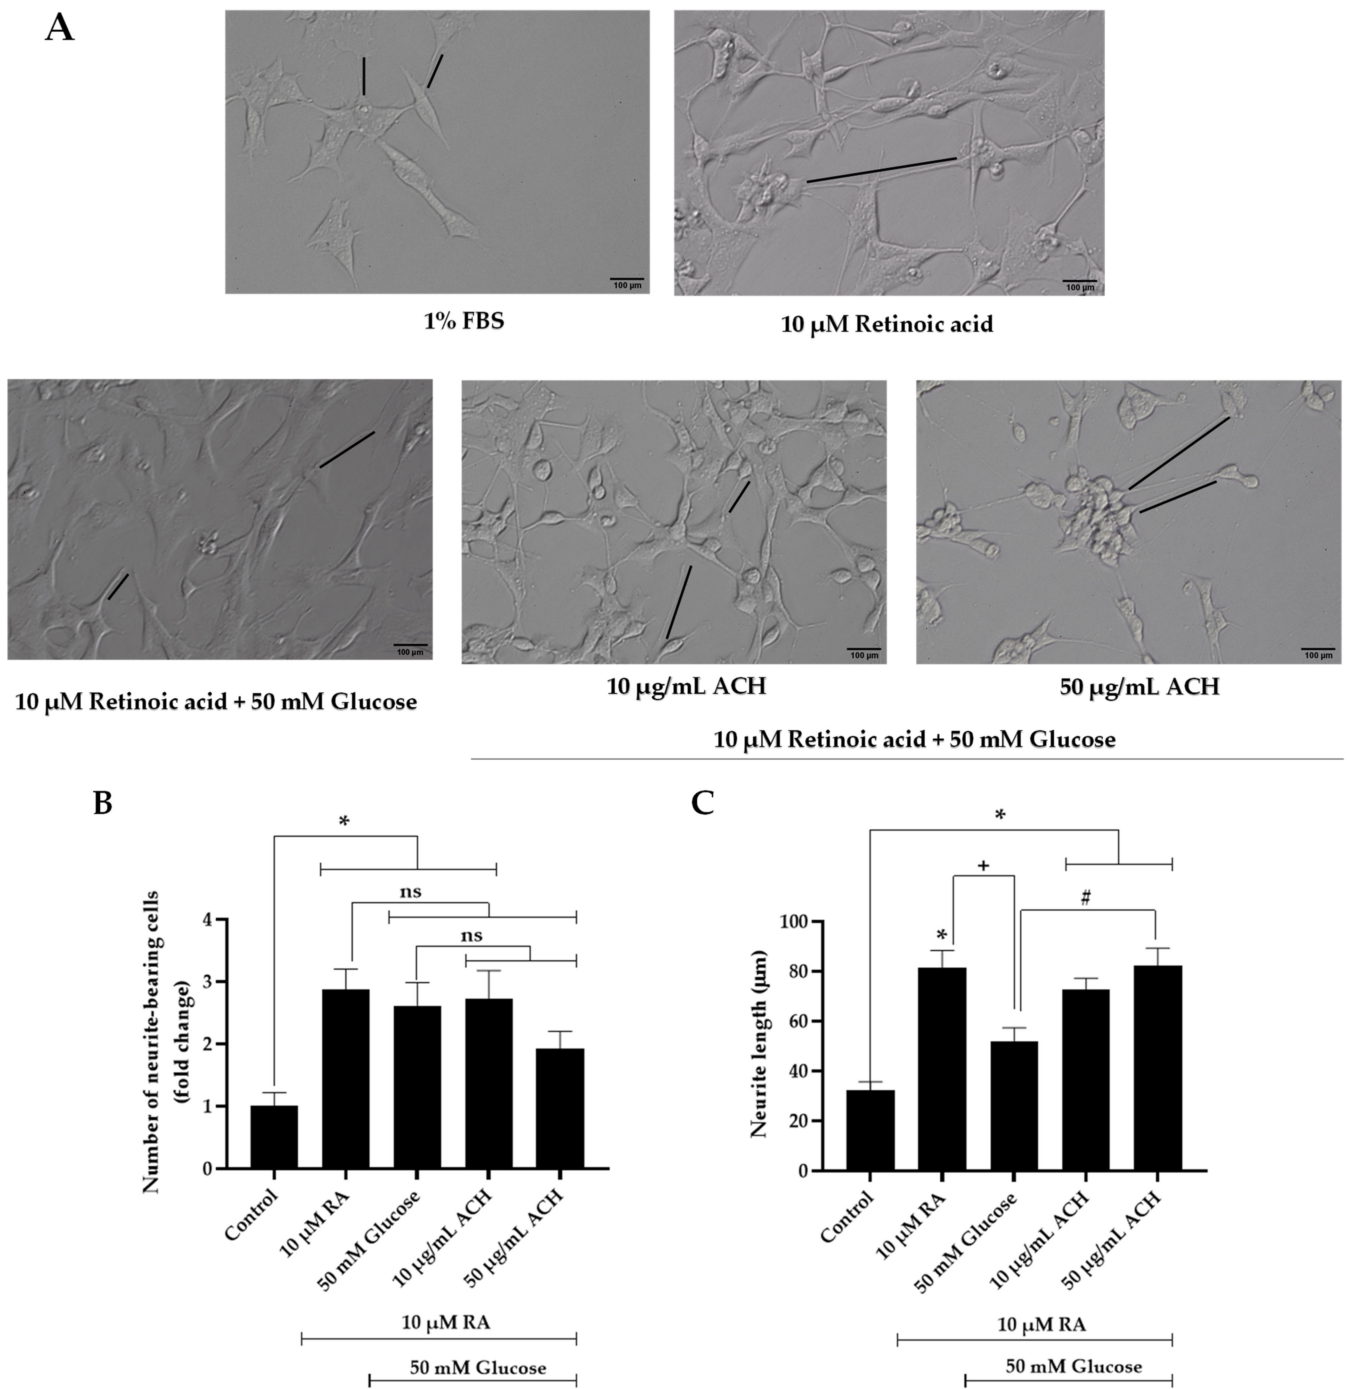 A
100 µm
100 µm
1% FBS
10 µM Retinoic acid
100 µm
100 µm
100 µm
10 µM Retinoic acid + 50 mM Glucose
10 µg/mL ACH
50 µg/mL ACH
10 µM Retinoic acid + 50 mM Glucose
B
*
ns
ns
Number of neurite-bearing cells
(fold change)
4
3
2
1
0
Control
10 µM RA
50 mM Glucose
10 µg/mL ACH
50 µg/mL ACH
10 µM RA
50 mM Glucose
C
*
+
#
*
Neurite length (µm)
100
80
60
40
20
0
Control
10 µM RA
50 mM Glucose
10 µg/mL ACH
50 µg/mL ACH
10 µM RA
50 mM Glucose